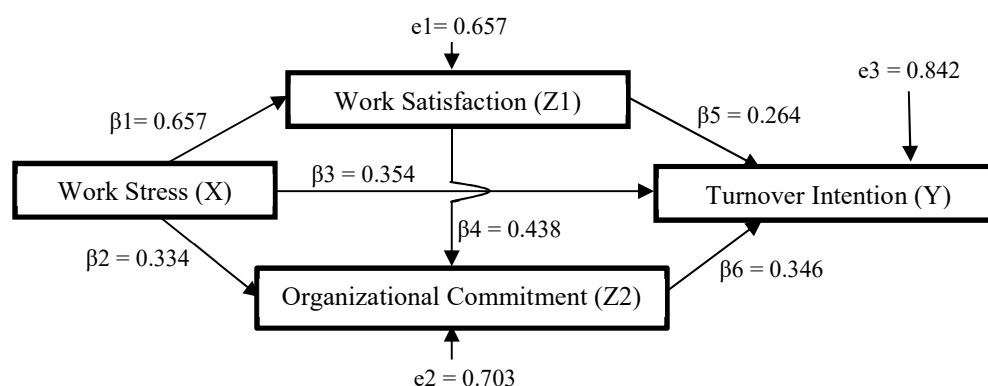 e1= 0.657
e3 = 0.842
Work Satisfaction (Z1)
β1= 0.657
β5 = 0.264
β3 = 0.354
Work Stress (X)
Turnover Intention (Y)
β4 = 0.438
β2 = 0.334
β6 = 0.346
Organizational Commitment (Z2)
e2 = 0.703